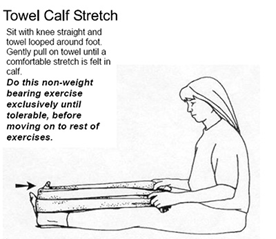 Towel Calf Stretch
Sit with knee straight and
towel looped around foot.
Gently pull on towel until a
comfortable stretch is felt in
calf.
Do this non-weight
bearing exercise
exclusively until
tolerable, before
moving on to rest of
exercises.